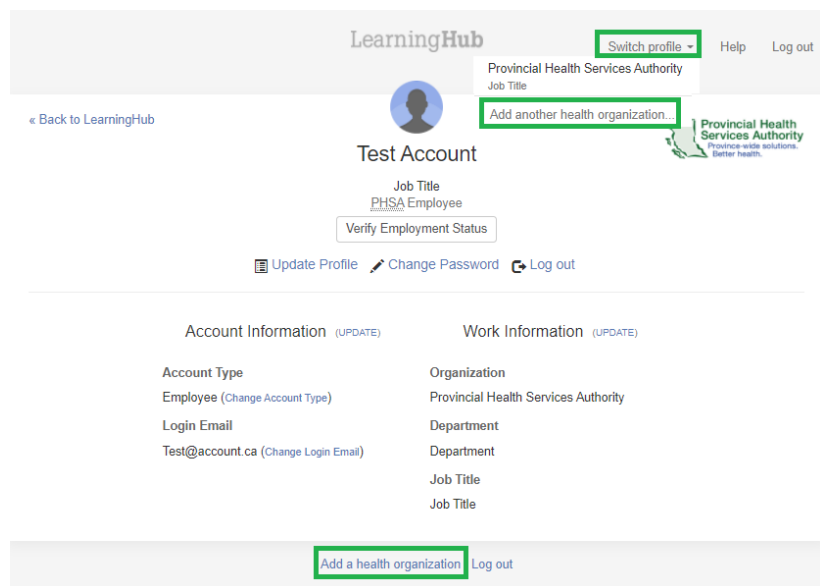 LearningHub
Switch profile Help Log out
Provincial Health Services Authority
Job Title
Add another health organization...
« Back to LearningHub
Provincial Health
Services Authority
Province-wide solutions.
Better health.
Test Account
Job Title
PHSA Employee
Verify Employment Status
Update Profile Change Password Log out
Account Information (UPDATE)
Work Information (UPDATE)
Account Type
Employee (Change Account Type)
Login Email
Test@account.ca (Change Login Email)
Organization
Provincial Health Services Authority
Department
Department
Job Title
Job Title
Add a health organization Log out